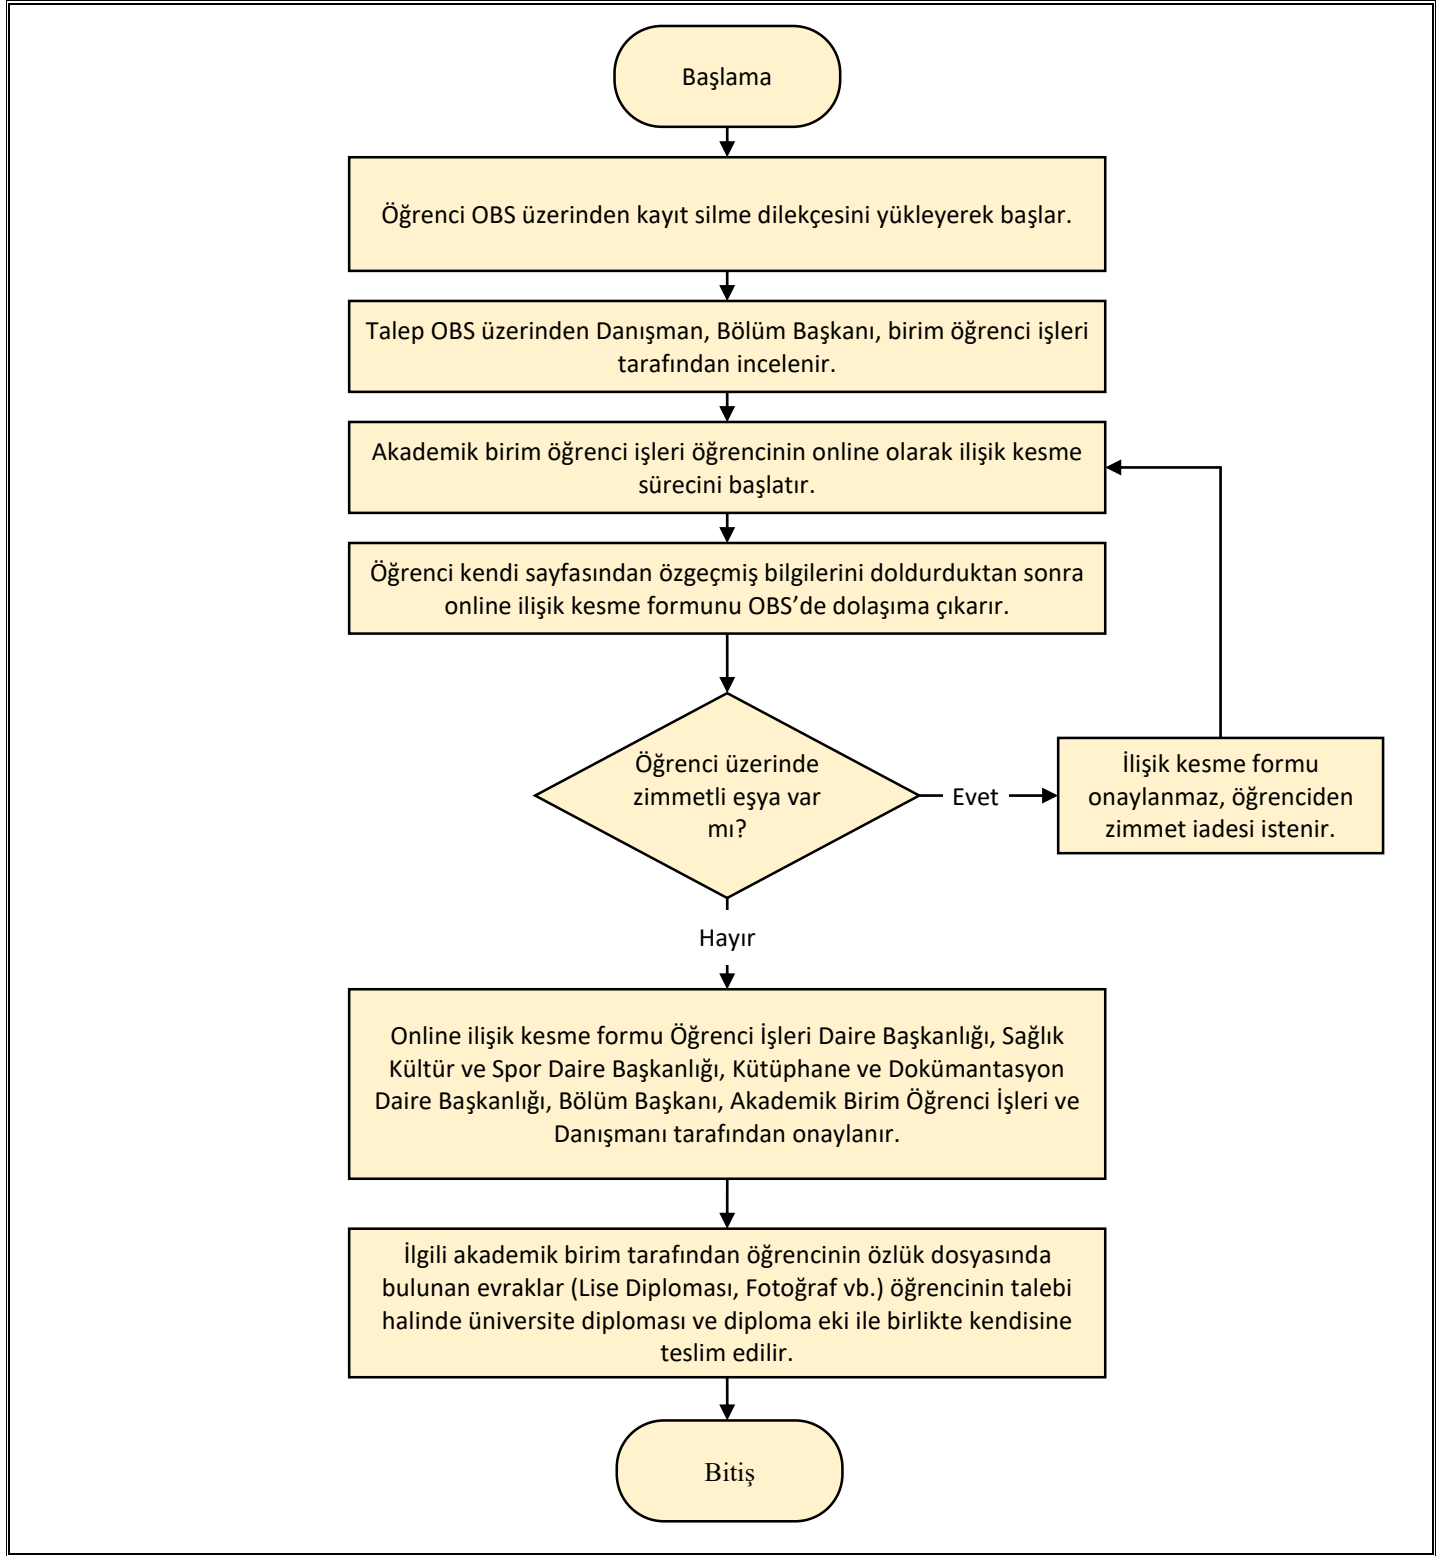 Başlama
Öğrenci OBS üzerinden kayıt silme dilekçesini yükleyerek başlar.
Talep OBS üzerinden Danışman, Bölüm Başkanı, birim öğrenci işleri
tarafından incelenir.
Akademik birim öğrenci işleri öğrencinin online olarak ilişik kesme
sürecini başlatır.
Öğrenci kendi sayfasından özgeçmiş bilgilerini doldurduktan sonra
online ilişik kesme formunu OBS’de dolaşıma çıkarır.
Öğrenci üzerinde
zimmetli eşya var
mı?
Evet
İlişik kesme formu
onaylanmaz, öğrenciden
zimmet iadesi istenir.
Hayır
Online ilişik kesme formu Öğrenci İşleri Daire Başkanlığı, Sağlık
Kültür ve Spor Daire Başkanlığı, Kütüphane ve Dokümantasyon
Daire Başkanlığı, Bölüm Başkanı, Akademik Birim Öğrenci İşleri ve
Danışmanı tarafından onaylanır.
İlgili akademik birim tarafından öğrencinin özlük dosyasında
bulunan evraklar (Lise Diploması, Fotoğraf vb.) öğrencinin talebi
halinde üniversite diploması ve diploma eki ile birlikte kendisine
teslim edilir.
Bitiş